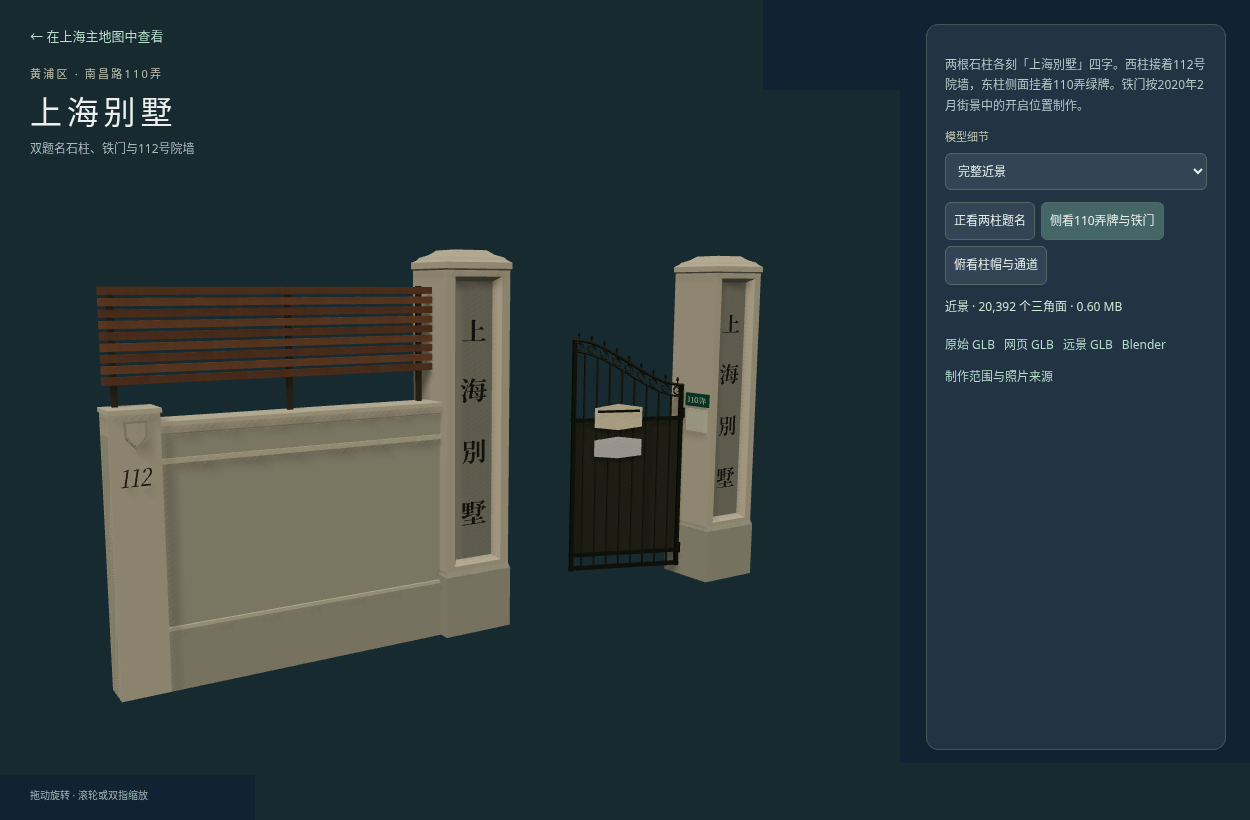 ← 在上海主地图中查看
黄浦区 · 南昌路110弄
上海别墅
双题名石柱、铁门与112号院墙
上
海
别
墅
上
海
别
墅
110弄
112
拖动旋转 · 滚轮或双指缩放
两根石柱各刻「上海别墅」四字。西柱接着112号
院墙，东柱侧面挂着110弄绿牌。铁门按2020年2
月街景中的开启位置制作。
模型细节
完整近景
正看两柱题名
侧看110弄牌与铁门
俯看柱帽与通道
近景 · 20,392 个三角面 · 0.60 MB
原始 GLB 网页 GLB 远景 GLB Blender
制作范围与照片来源